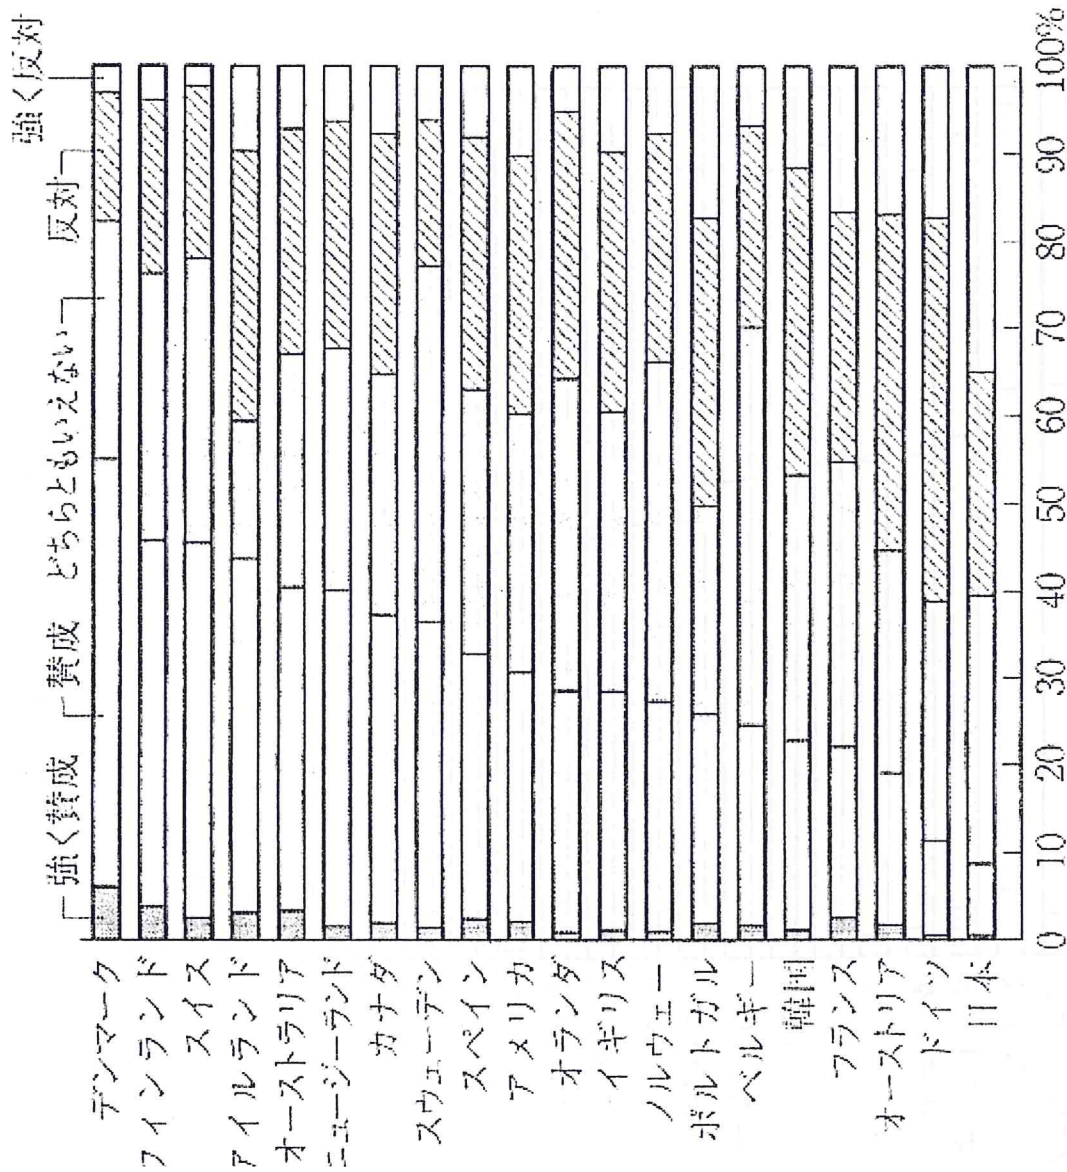 強く賛成
賛成
どちらともいえない
反対
強く反対
デンマーク
フィンランド
スイス
アイルランド
オーストラリア
ニュージーランド
カナダ
スウェーデン
スペイン
アメリカ
オランダ
イギリス
ノルウェー
ポルトガル
ベルギー
韓国
フランス
オーストリア
ドイツ
日本
0 10 20 30 40 50 60 70 80 90 100%